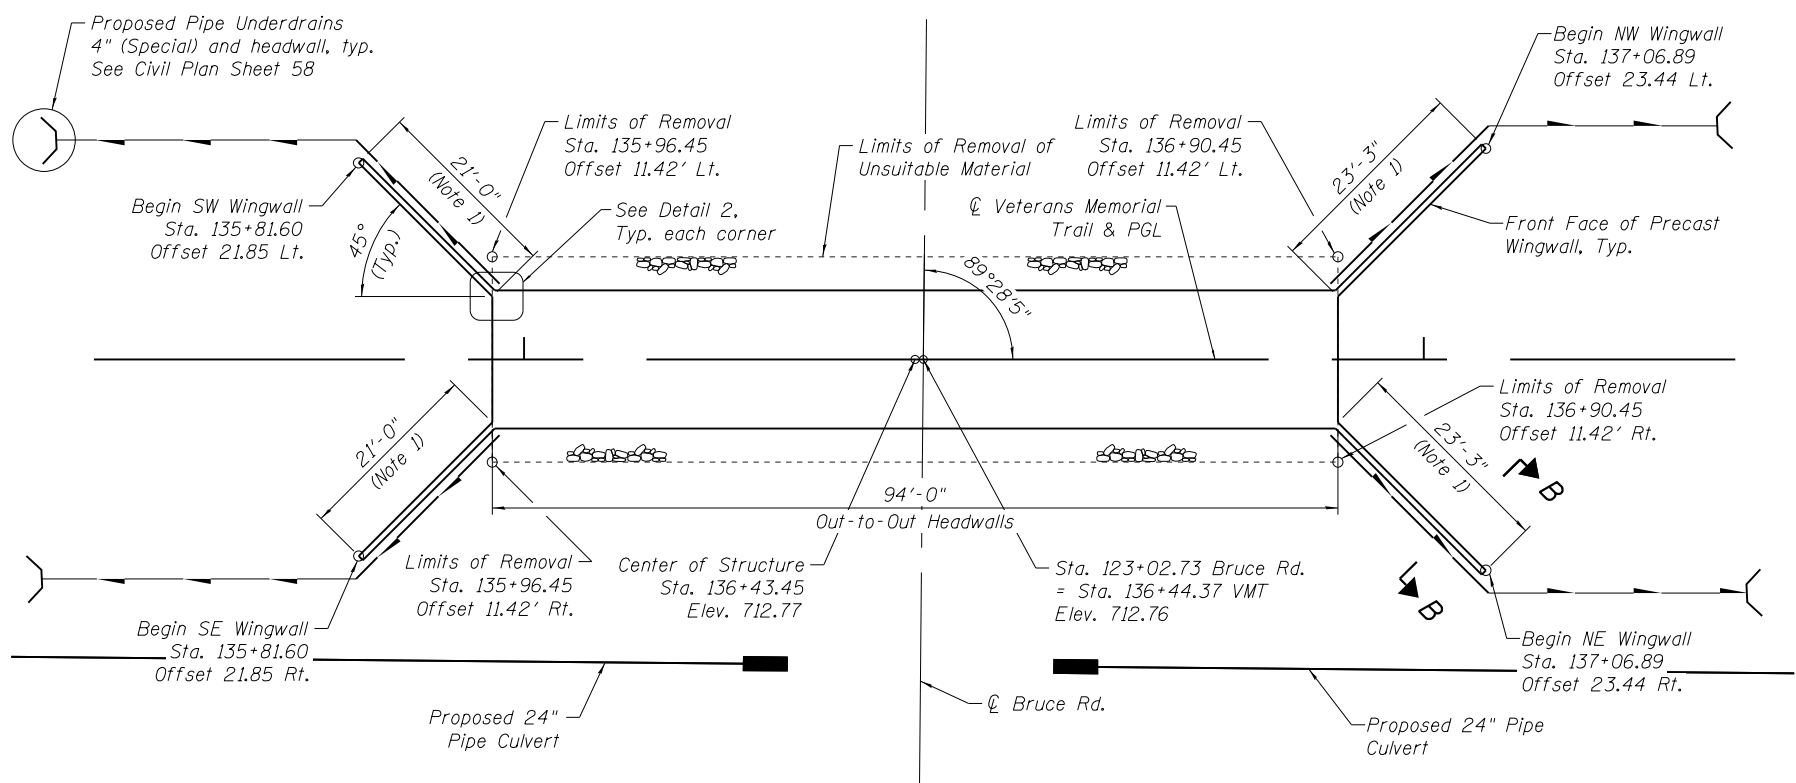 Proposed Pipe Underdrains
4" (Special) and headwall, typ.
See Civil Plan Sheet 58
Begin NW Wingwall
Sta. 137+06.89
Offset 23.44 Lt.
Limits of Removal
Sta. 135+96.45
Offset 11.42' Lt.
Limits of Removal of
Unsuitable Material
Limits of Removal
Sta. 136+90.45
Offset 11.42' Lt.
21'-0"
(Note 1)
23'-3"
(Note 1)
Begin SW Wingwall
Sta. 135+81.60
Offset 21.85 Lt.
See Detail 2,
Typ. each corner
℄ Veterans Memorial
Trail & PGL
Front Face of Precast
Wingwall, Typ.
45°
(Typ.)
89°28'5"
21'-0"
(Note 1)
Limits of Removal
Sta. 136+90.45
Offset 11.42' Rt.
23'-3"
(Note 1)
B
94'-0"
Out-to-Out Headwalls
Limits of Removal
Sta. 135+96.45
Offset 11.42' Rt.
Center of Structure
Sta. 136+43.45
Elev. 712.77
Sta. 123+02.73 Bruce Rd.
= Sta. 136+44.37 VMT
Elev. 712.76
B
Begin SE Wingwall
Sta. 135+81.60
Offset 21.85 Rt.
Begin NE Wingwall
Sta. 137+06.89
Offset 23.44 Rt.
℄ Bruce Rd.
Proposed 24"
Pipe Culvert
Proposed 24" Pipe
Culvert